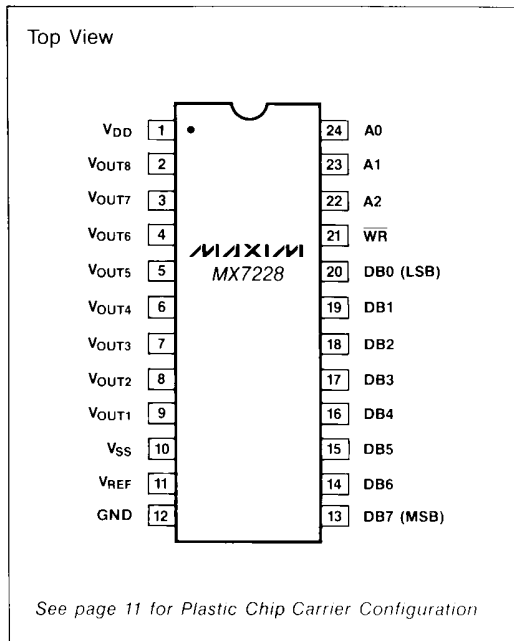 Top View
VDD 1 24 A0
VOUT8 2 23 A1
VOUT7 3 22 A2
VOUT6 4 21 W̅R̅
MAXIM
MX7228
VOUT5 5 20 DB0 (LSB)
VOUT4 6 19 DB1
VOUT3 7 18 DB2
VOUT2 8 17 DB3
VOUT1 9 16 DB4
VSS 10 15 DB5
VREF 11 14 DB6
GND 12 13 DB7 (MSB)
See page 11 for Plastic Chip Carrier Configuration